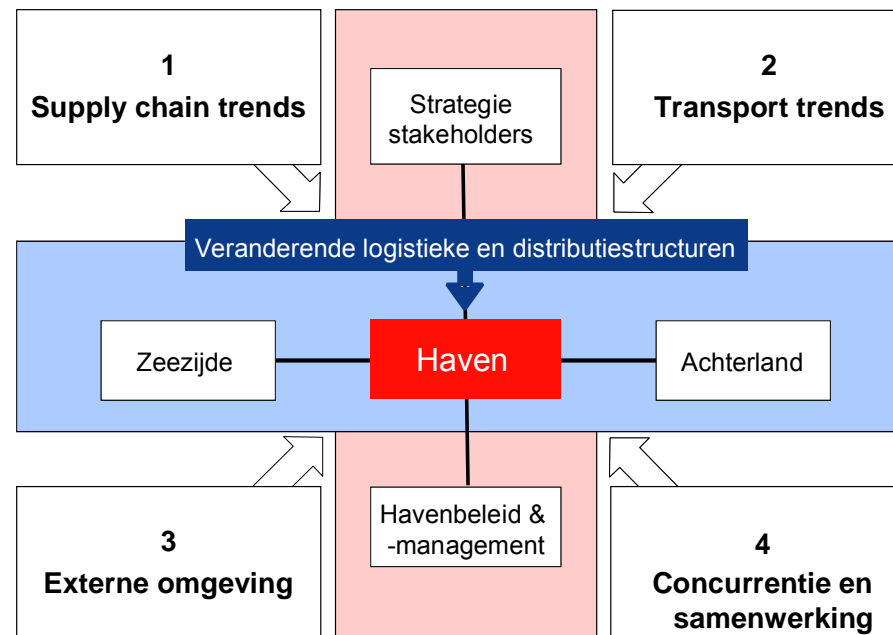 1
Supply chain trends
2
Transport trends
Strategie
stakeholders
Veranderende logistieke en distributiestructuren
Zeezijde
Haven
Achterland
Havenbeleid &
-management
3
Externe omgeving
4
Concurrentie en
samenwerking